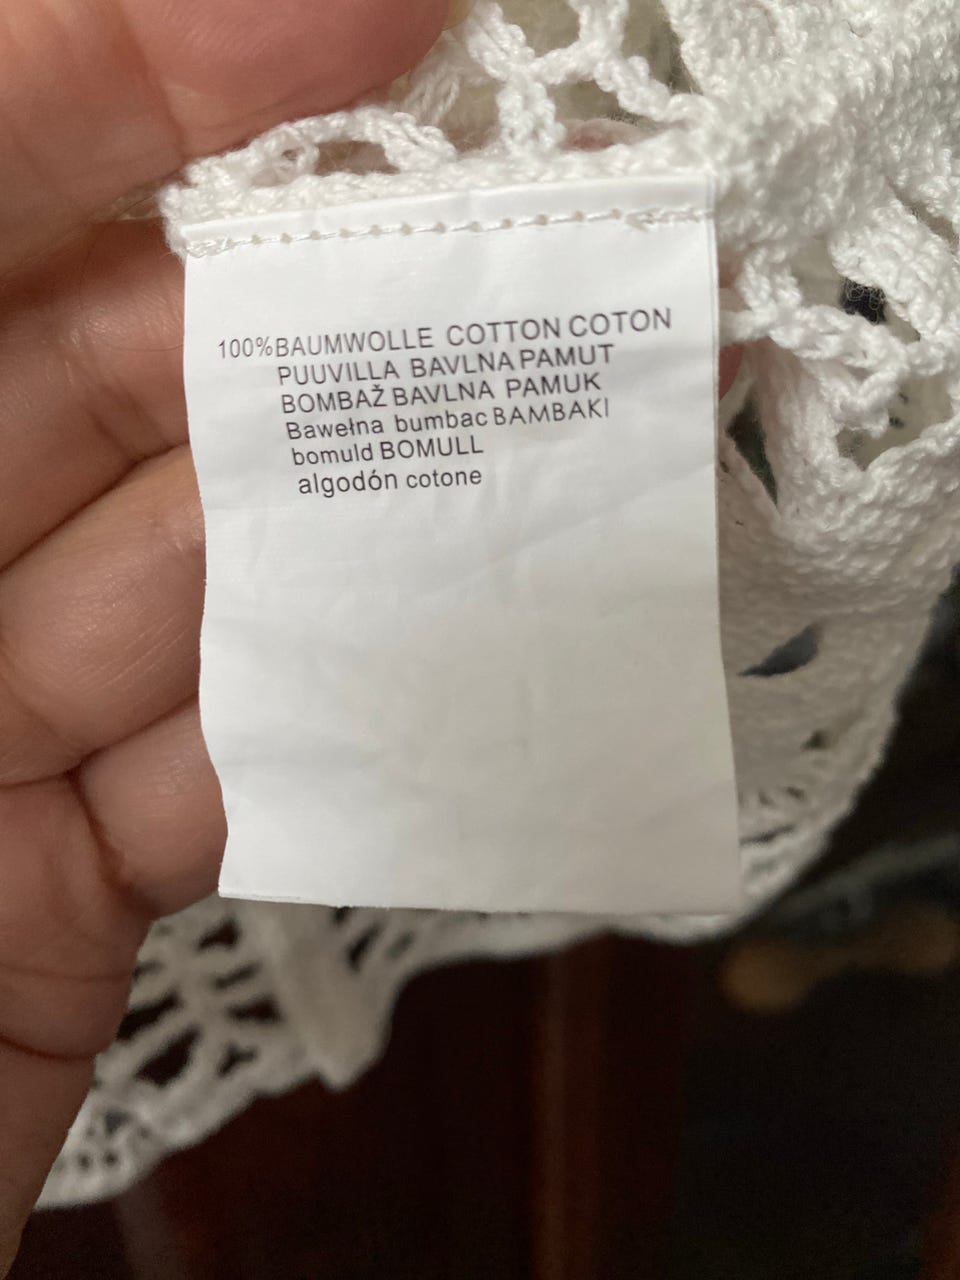 100%BAUMWOLLE COTTON COTON
PUUVILLA BAVLNA PAMUT
BOMBAŽ BAVLNA PAMUK
Bawełna bumbac BAMBAKI
bomuld BOMULL
algodón cotone